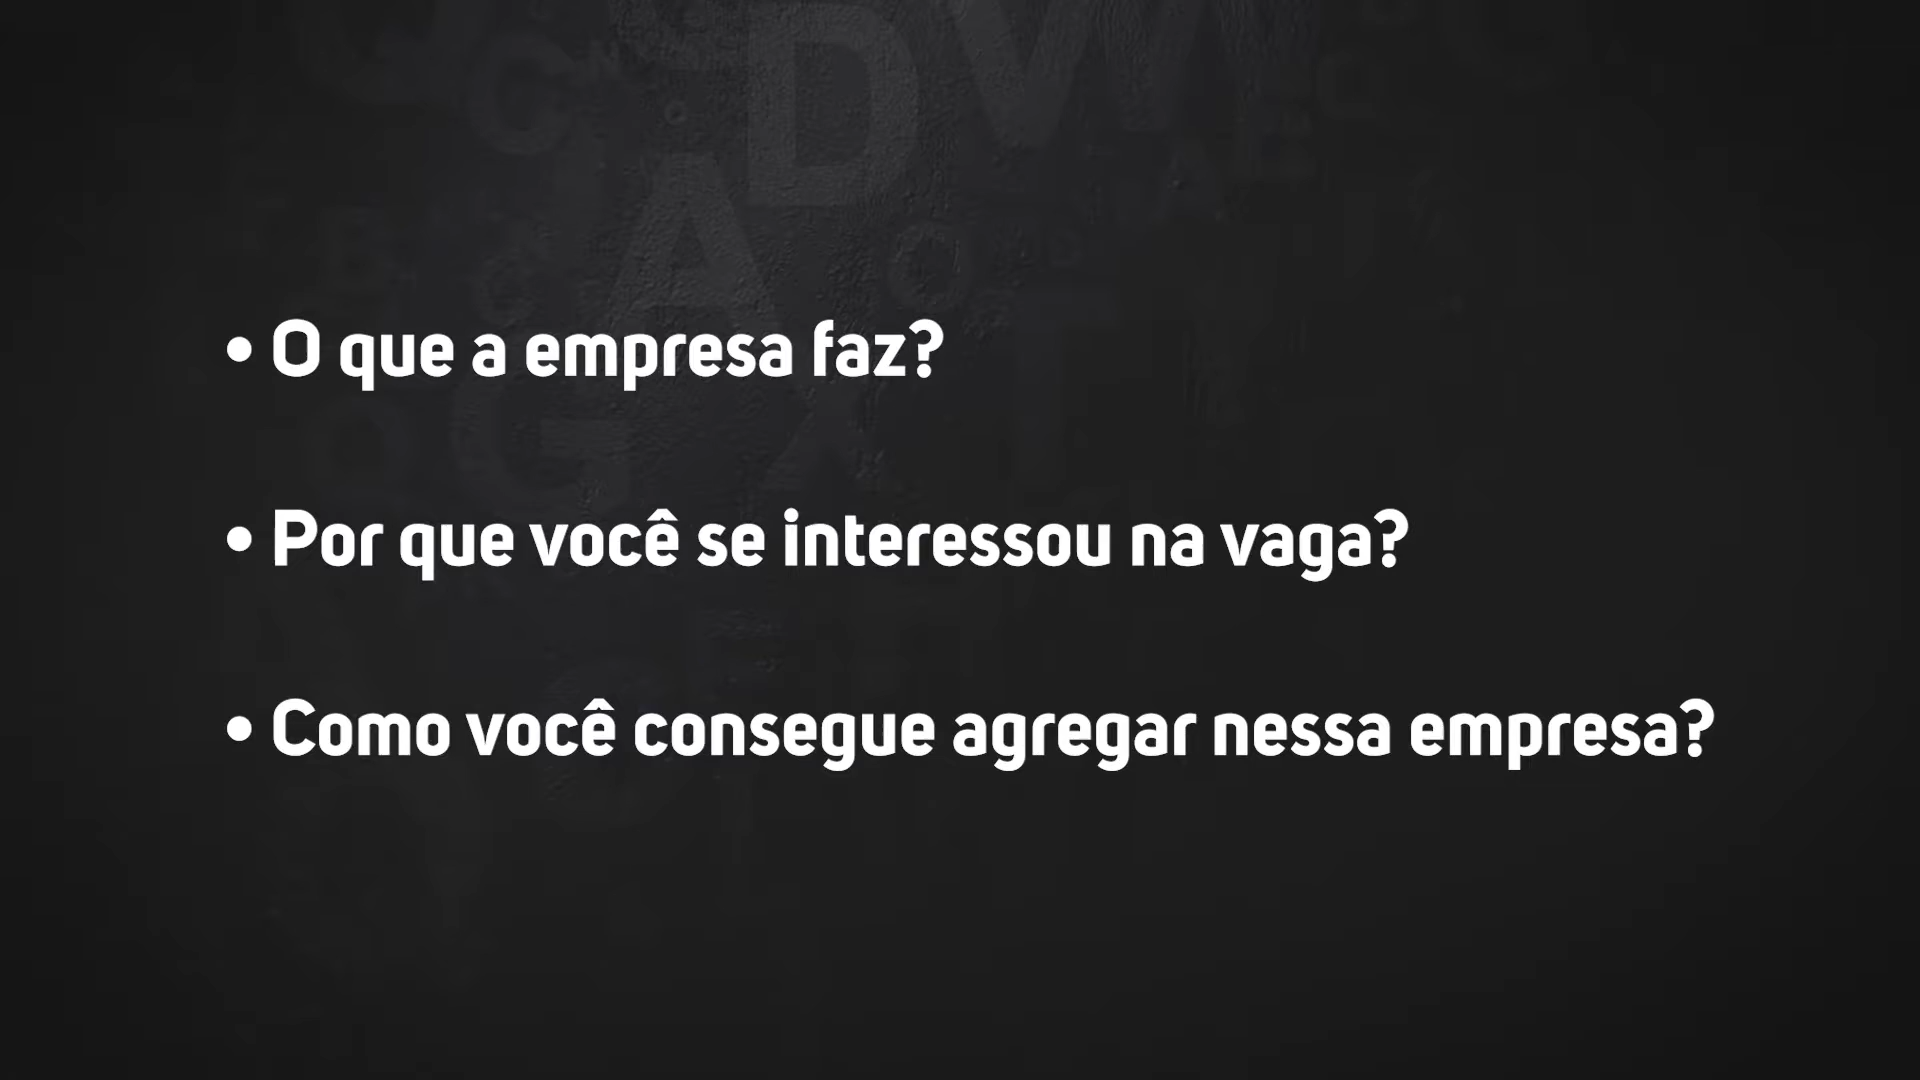 • O que a empresa faz?
• Por que você se interessou na vaga?
• Como você consegue agregar nessa empresa?